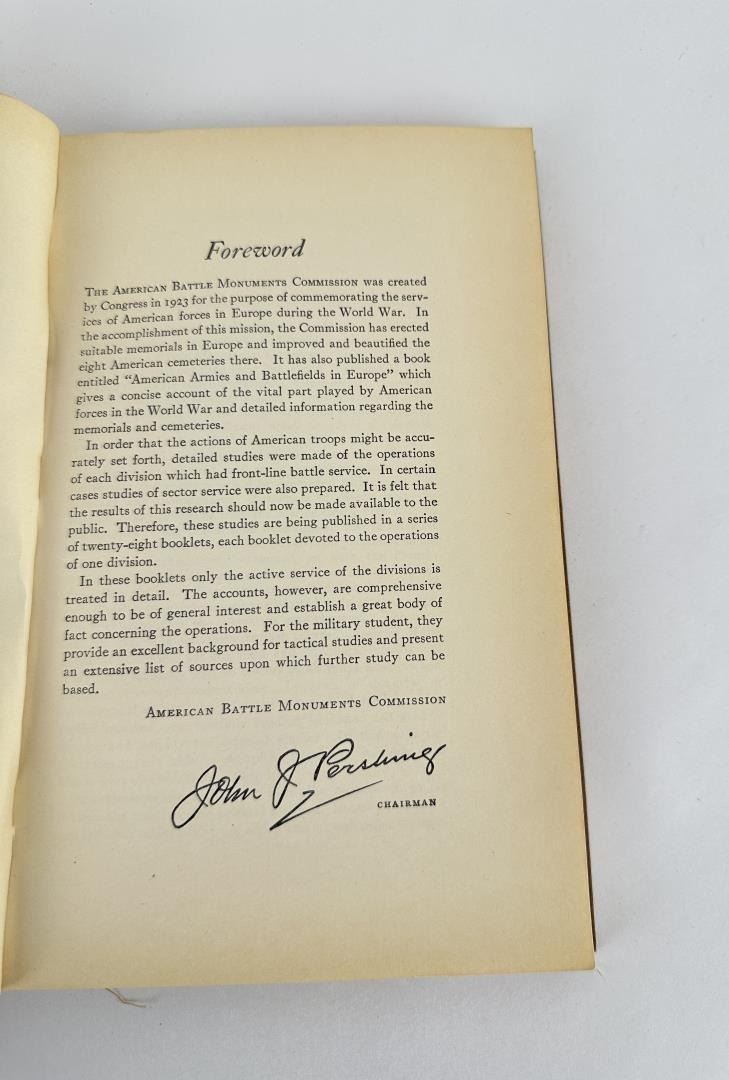 Foreword
THE AMERICAN BATTLE MONUMENTS COMMISSION was created
by Congress in 1923 for the purpose of commemorating the serv-
ices of American forces in Europe during the World War. In
the accomplishment of this mission, the Commission has erected
suitable memorials in Europe and improved and beautified the
eight American cemeteries there. It has also published a book
entitled "American Armies and Battlefields in Europe" which
gives a concise account of the vital part played by American
forces in the World War and detailed information regarding the
memorials and cemeteries.
In order that the actions of American troops might be accu-
rately set forth, detailed studies were made of the operations
of each division which had front-line battle service. In certain
cases studies of sector service were also prepared. It is felt that
the results of this research should now be made available to the
public. Therefore, these studies are being published in a series
of twenty-eight booklets, each booklet devoted to the operations
of one division.
In these booklets only the active service of the divisions is
treated in detail. The accounts, however, are comprehensive
enough to be of general interest and establish a great body of
fact concerning the operations. For the military student, they
provide an excellent background for tactical studies and present
an extensive list of sources upon which further study can be
based.
AMERICAN BATTLE MONUMENTS COMMISSION
John J Pershing
CHAIRMAN